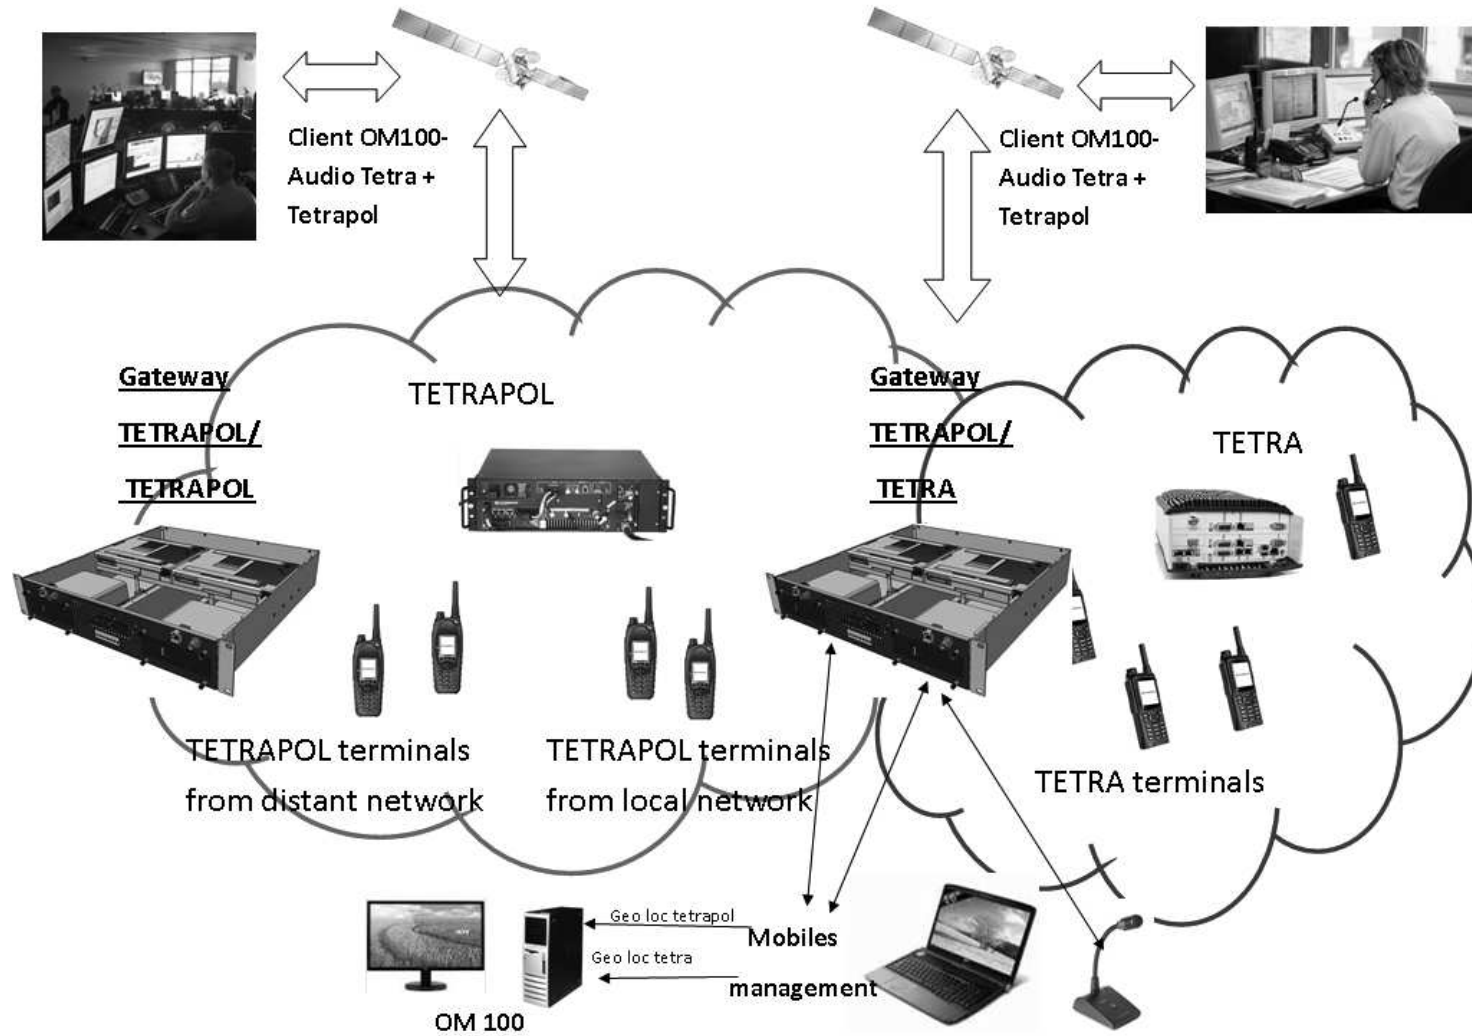 Client OM100-
Audio Tetra +
Tetrapol
Client OM100-
Audio Tetra +
Tetrapol
Gateway
TETRAPOL/
TETRAPOL
TETRAPOL
Gateway
TETRAPOL/
TETRA
TETRA
TETRAPOL terminals
from distant network
TETRAPOL terminals
from local network
TETRA terminals
Geo loc tetrapol
Geo loc tetra
Mobiles
management
OM 100